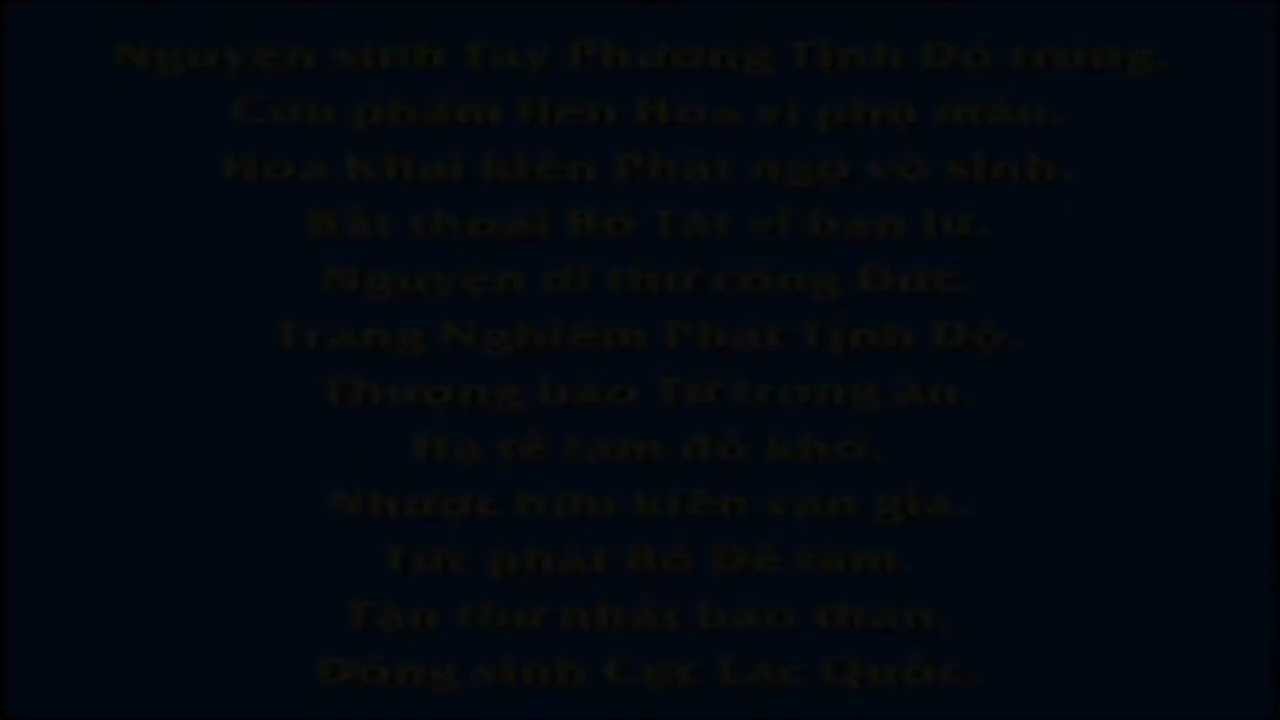 Nguyện sinh Tây Phương Tịnh Độ trung.
Cửu phẩm liên Hoa vi phụ mẫu.
Hoa khai kiến Phật ngộ vô sinh.
Bất thoái Bồ Tát vi bạn lữ.
Nguyện dĩ thử công Đức.
Trang Nghiêm Phật Tịnh Độ.
Thượng báo Tứ trọng ân.
Hạ tế tam đồ khổ.
Nhược hữu kiến văn giả.
Tức phát Bồ Đề tâm.
Tận thử nhất báo thân.
Đồng sinh Cực Lạc Quốc.